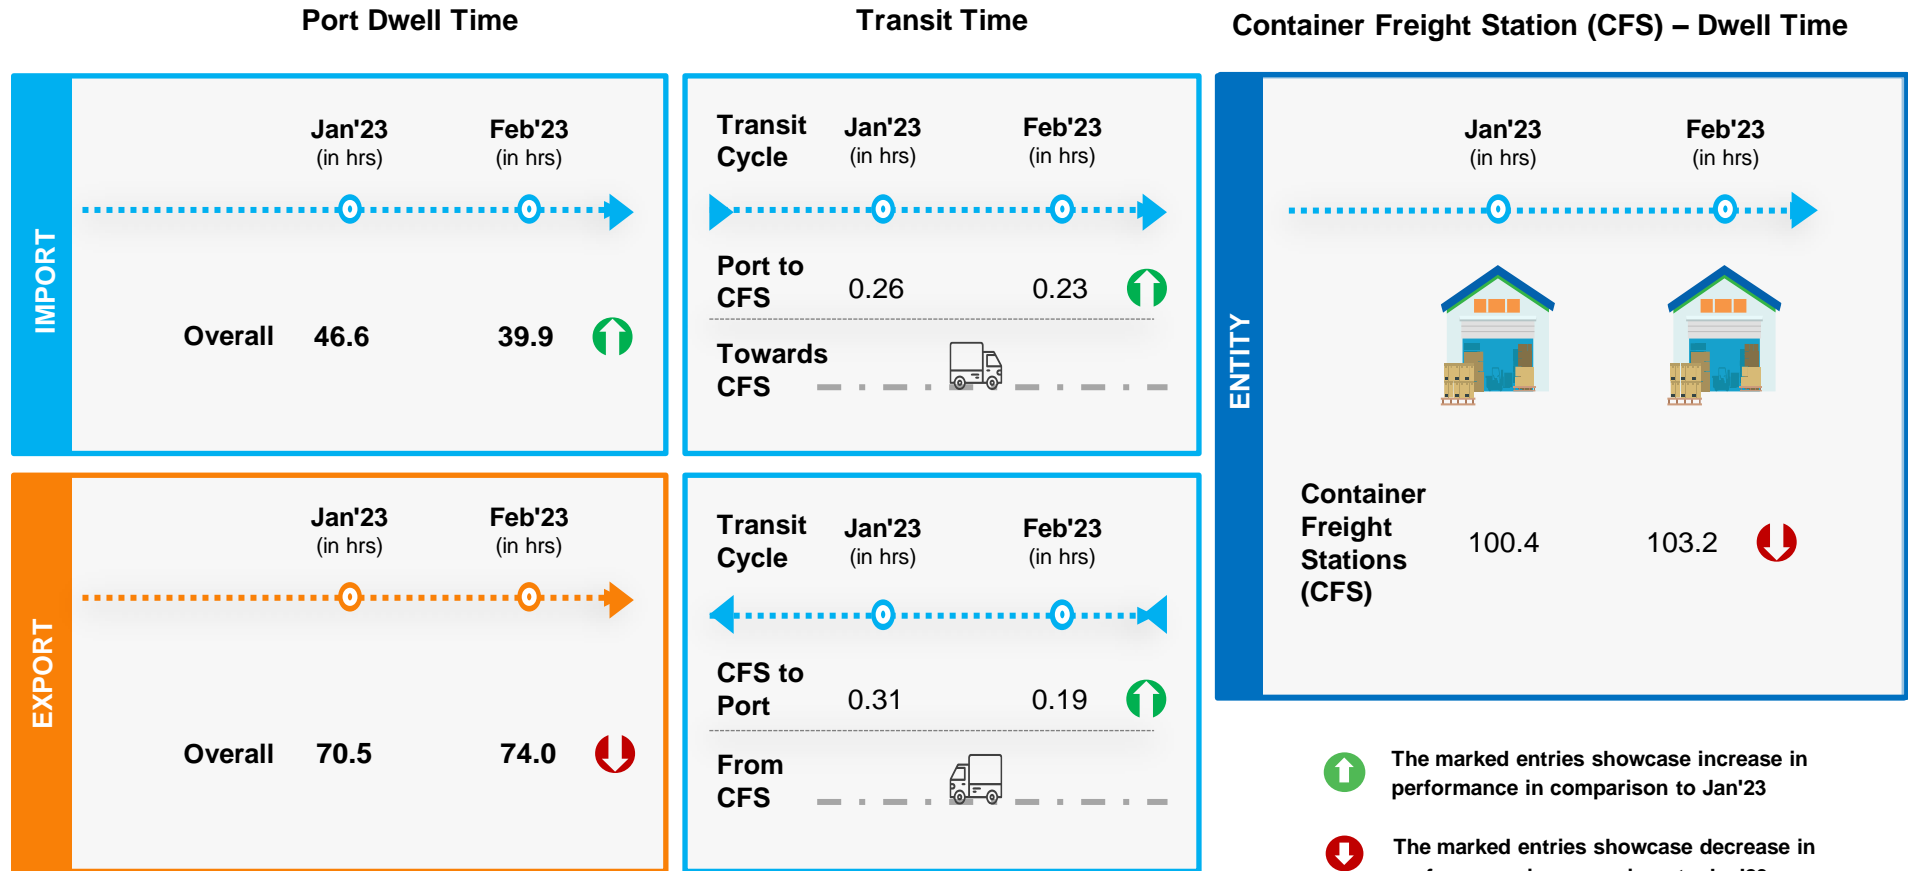 Port Dwell Time
Transit Time
Container Freight Station (CFS) – Dwell Time
IMPORT
Jan'23
(in hrs)
Feb'23
(in hrs)
Overall 46.6 39.9
Transit
Cycle
Jan'23
(in hrs)
Feb'23
(in hrs)
Port to
CFS
0.26 0.23
Towards
CFS
ENTITY
Jan'23
(in hrs)
Feb'23
(in hrs)
Container
Freight
Stations
(CFS)
100.4 103.2
EXPORT
Jan'23
(in hrs)
Feb'23
(in hrs)
Overall 70.5 74.0
Transit
Cycle
Jan'23
(in hrs)
Feb'23
(in hrs)
CFS to
Port
0.31 0.19
From
CFS
The marked entries showcase increase in
performance in comparison to Jan'23
The marked entries showcase decrease in